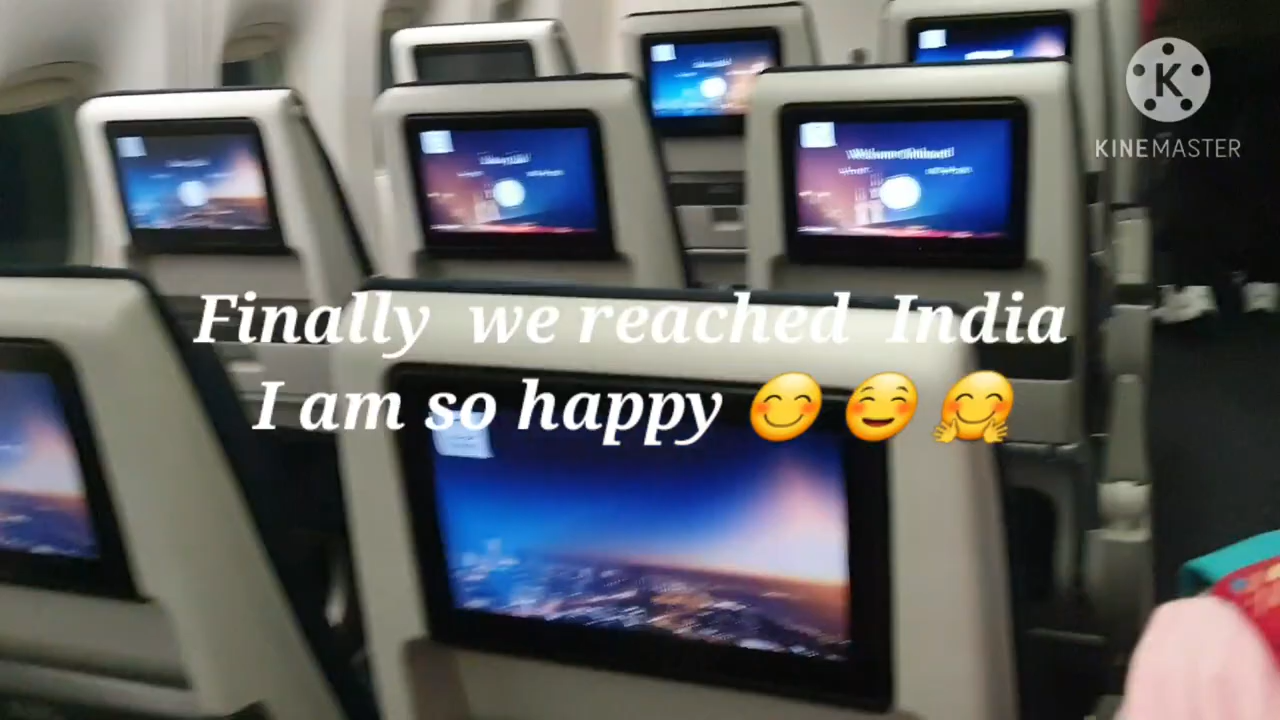 K
KINEMASTER
Finally we reached India
I am so happy 😊 ☺️ 🤗